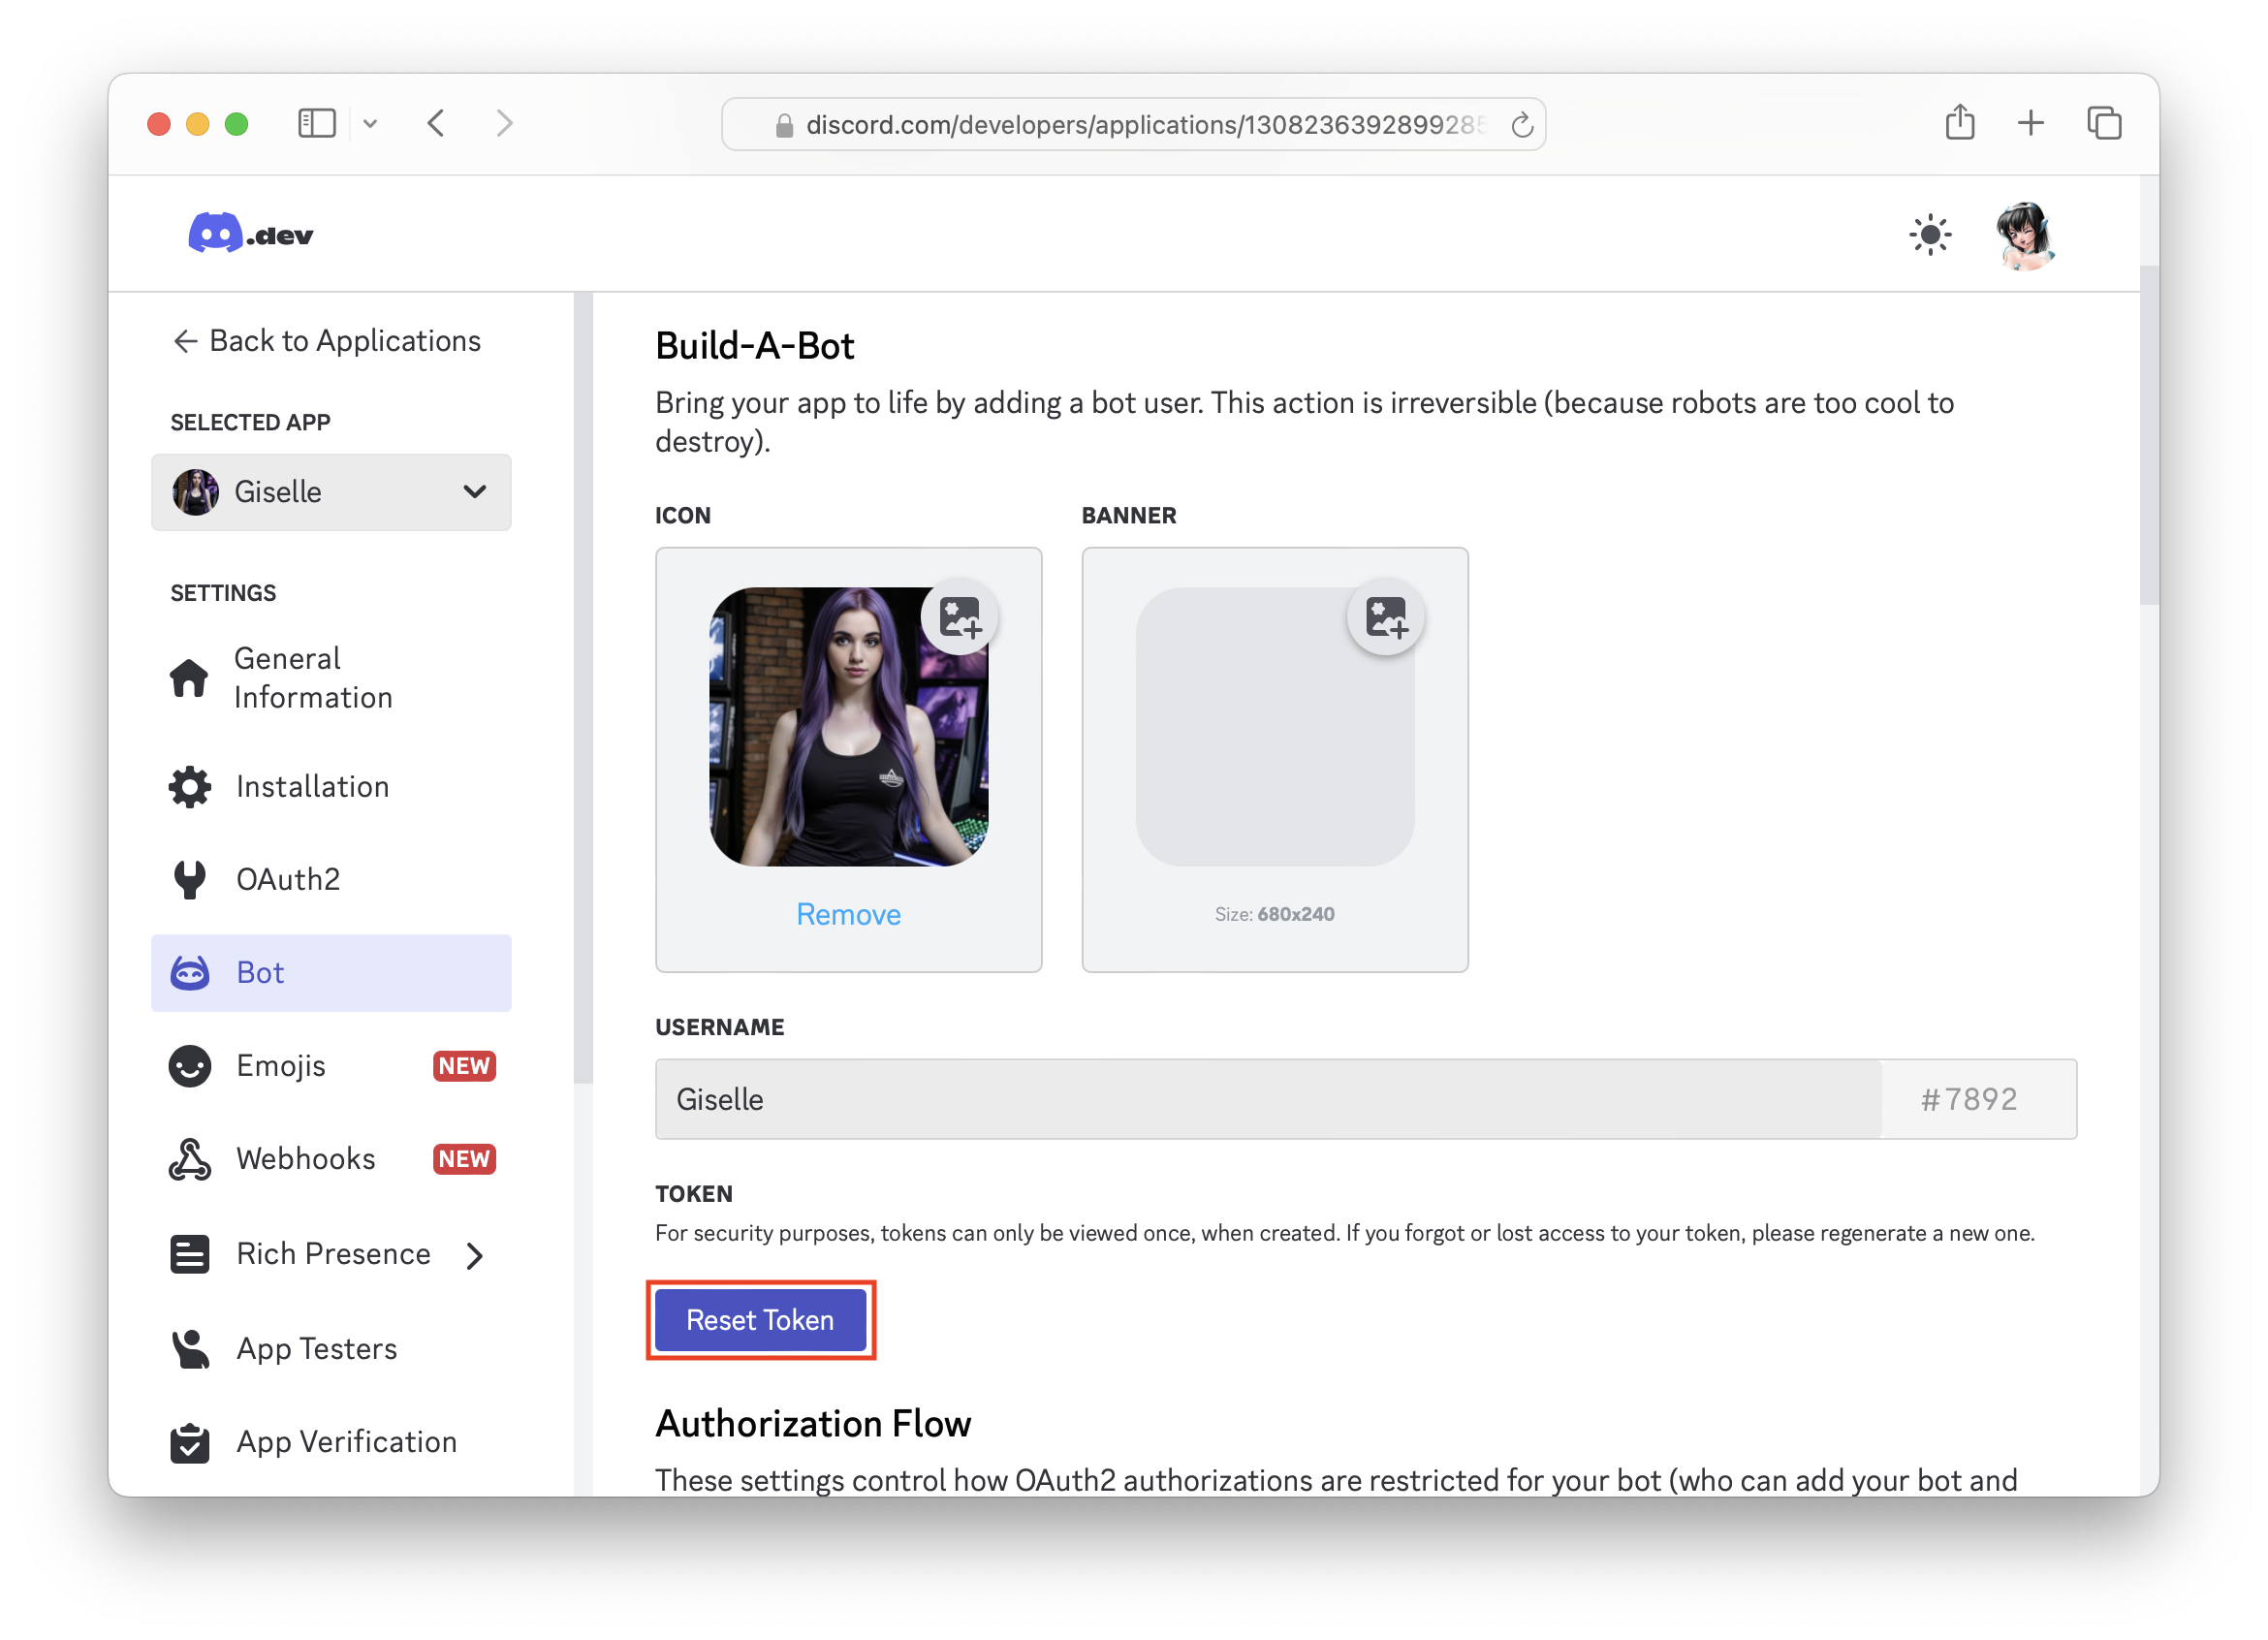 discord.com/developers/applications/1308236392899285
.dev
Back to Applications
SELECTED APP
Giselle
SETTINGS
General
Information
Installation
OAuth2
Bot
Emojis NEW
Webhooks NEW
Rich Presence
App Testers
App Verification
Build-A-Bot
Bring your app to life by adding a bot user. This action is irreversible (because robots are too cool to
destroy).
ICON
BANNER
Remove
Size: 680x240
USERNAME
Giselle #7892
TOKEN
For security purposes, tokens can only be viewed once, when created. If you forgot or lost access to your token, please regenerate a new one.
Reset Token
Authorization Flow
These settings control how OAuth2 authorizations are restricted for your bot (who can add your bot and